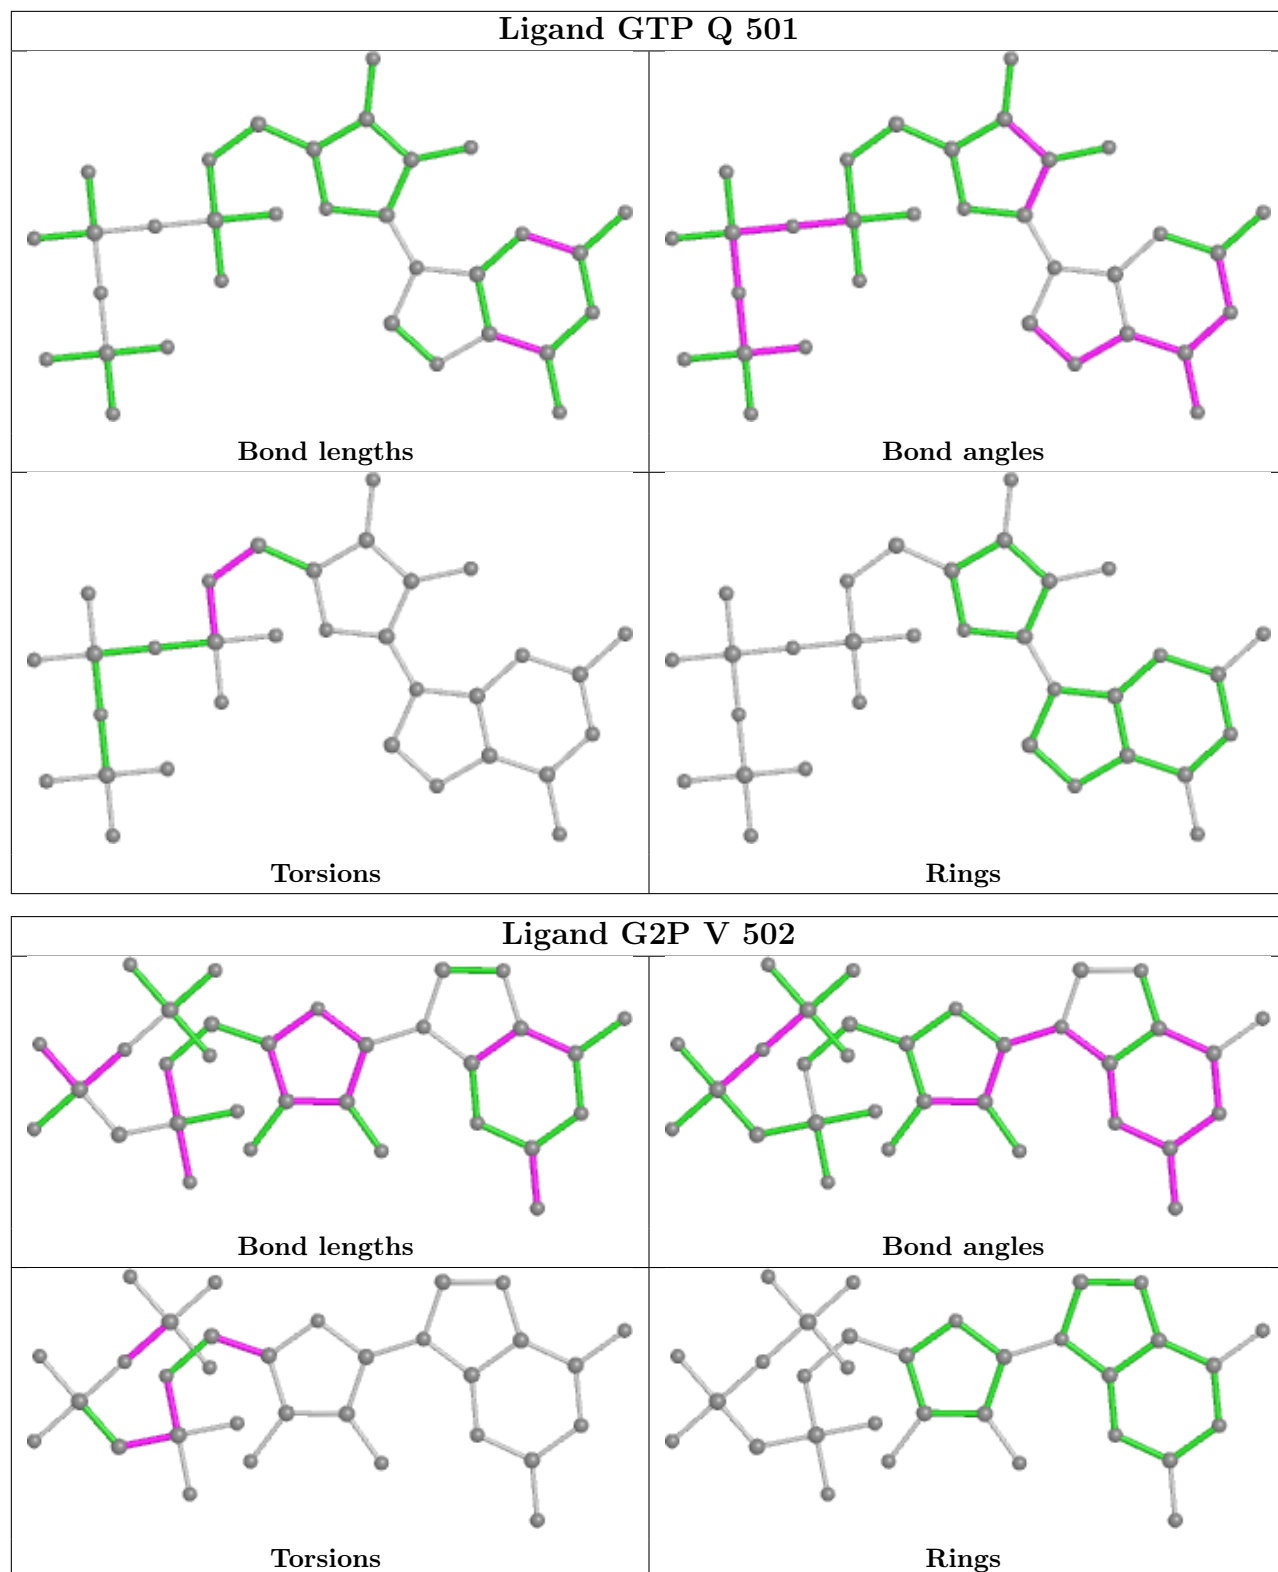 Ligand GTP Q 501
Bond lengths
Bond angles
Torsions
Rings
Ligand G2P V 502
Bond lengths
Bond angles
Torsions
Rings